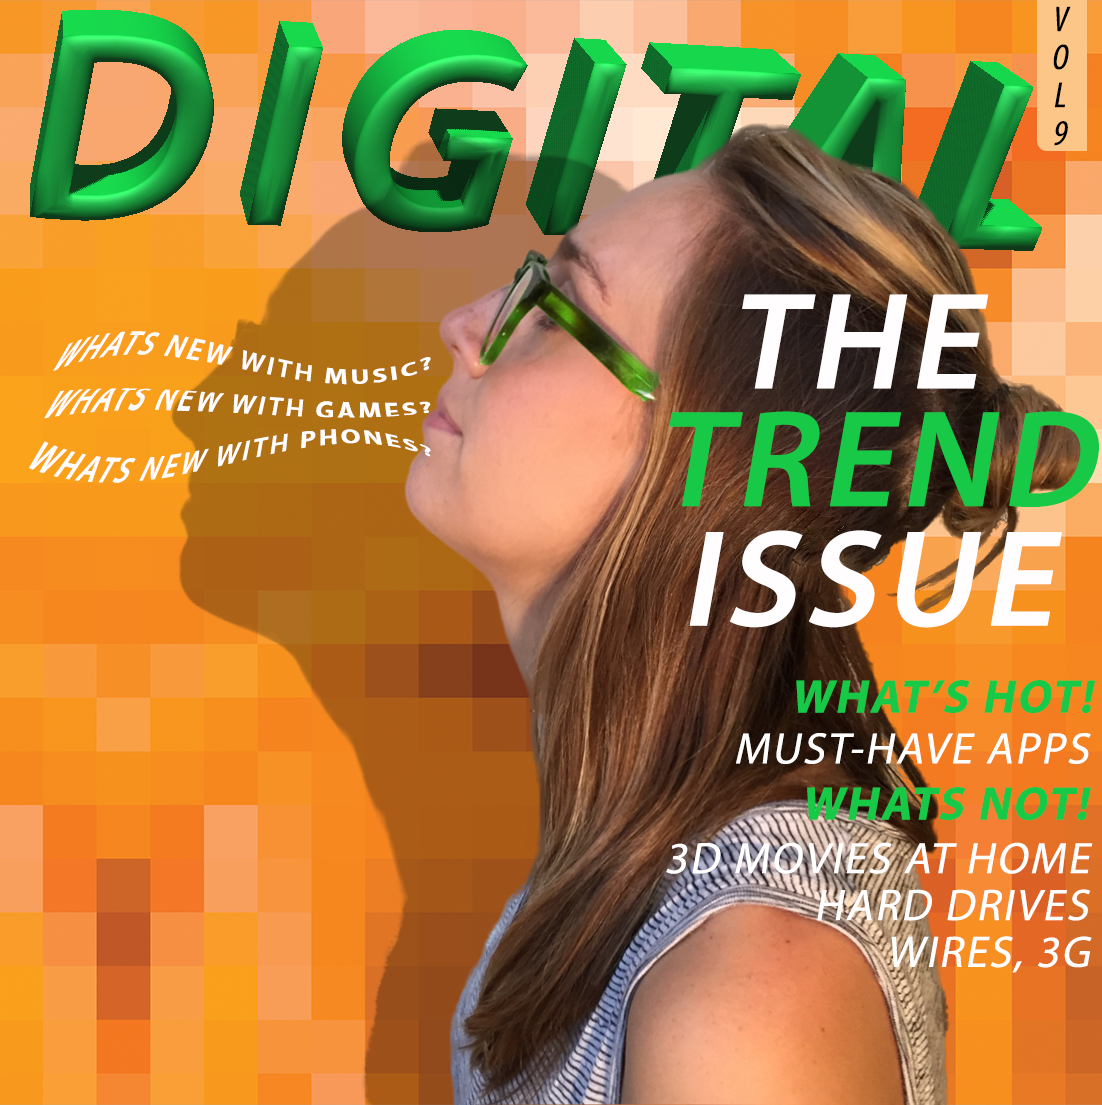 DIGITAL
VOL9
THE
TREND
ISSUE
WHATS NEW WITH MUSIC?
WHATS NEW WITH GAMES?
WHATS NEW WITH PHONES?
WHAT'S HOT!
MUST-HAVE APPS
WHATS NOT!
3D MOVIES AT HOME
HARD DRIVES
WIRES, 3G